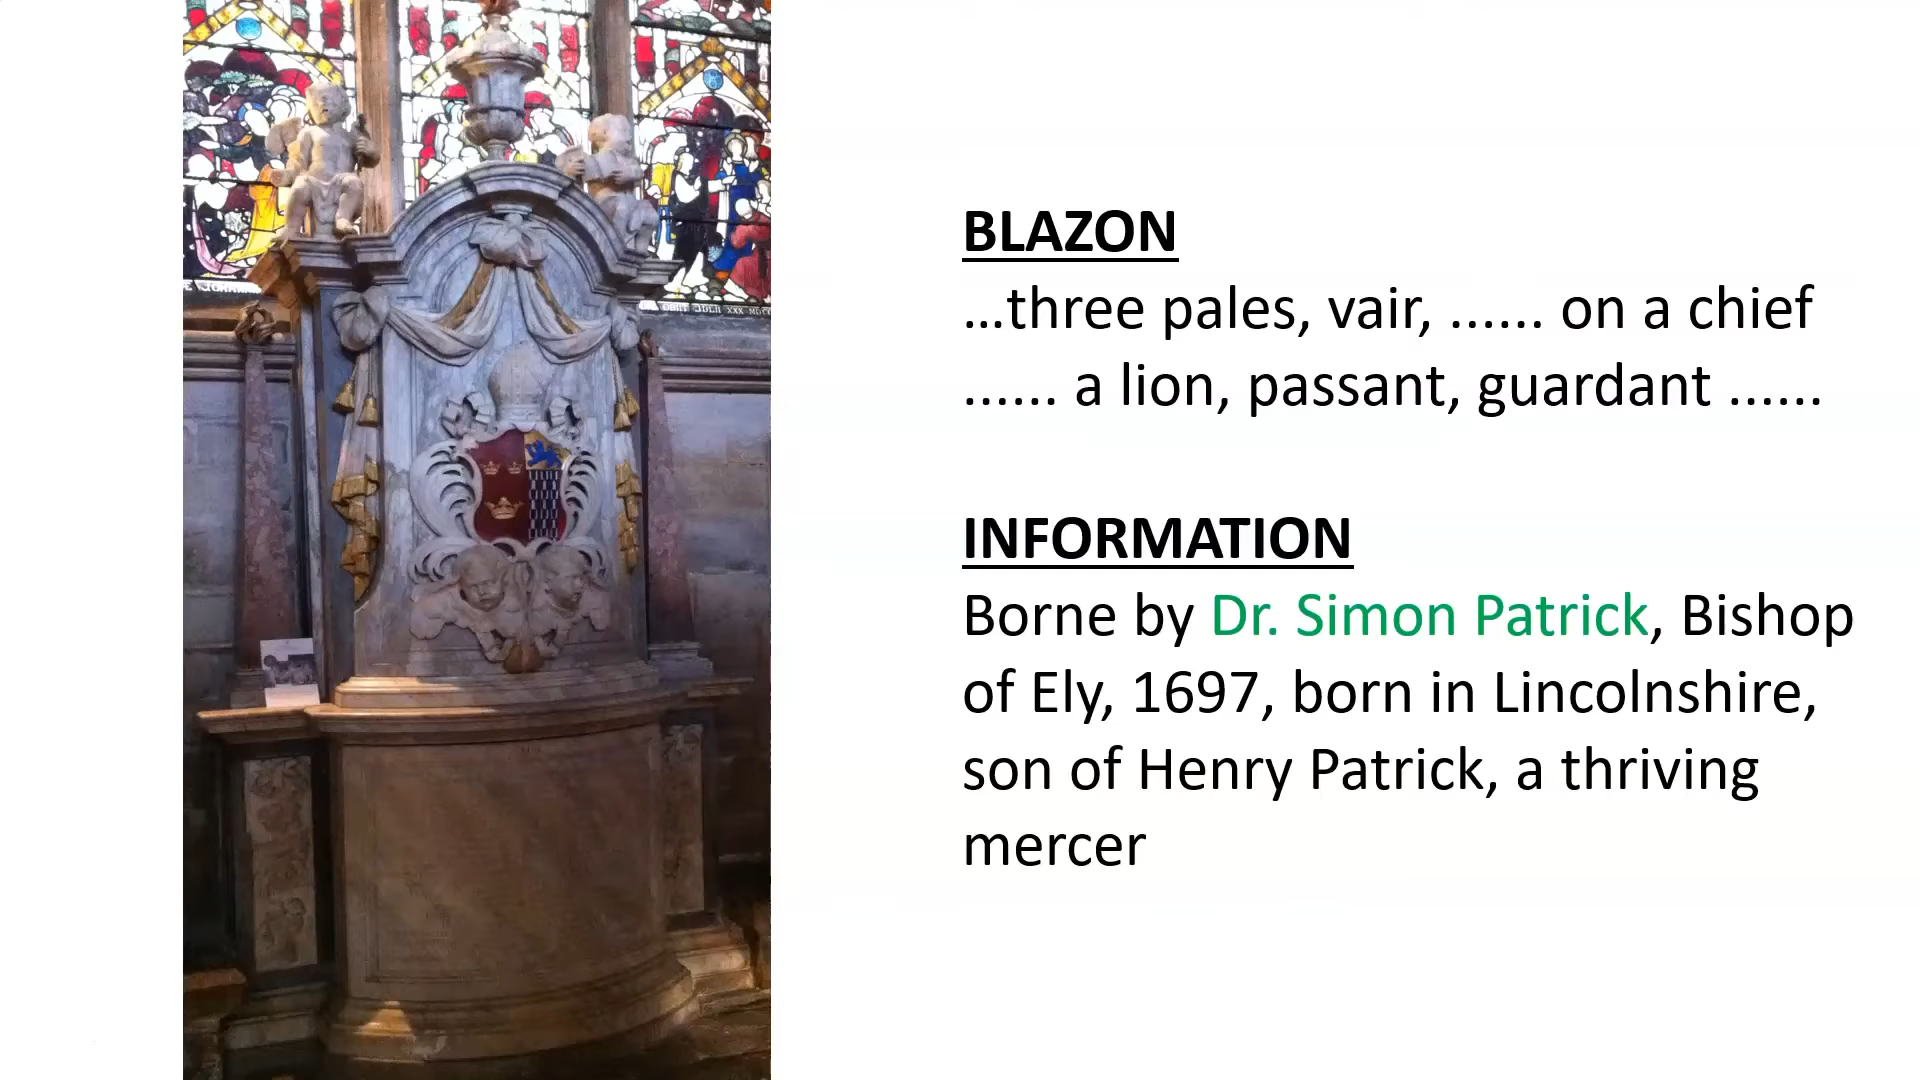 BLAZON
...three pales, vair, ...... on a chief
...... a lion, passant, guardant ......
INFORMATION
Borne by Dr. Simon Patrick, Bishop
of Ely, 1697, born in Lincolnshire,
son of Henry Patrick, a thriving
mercer